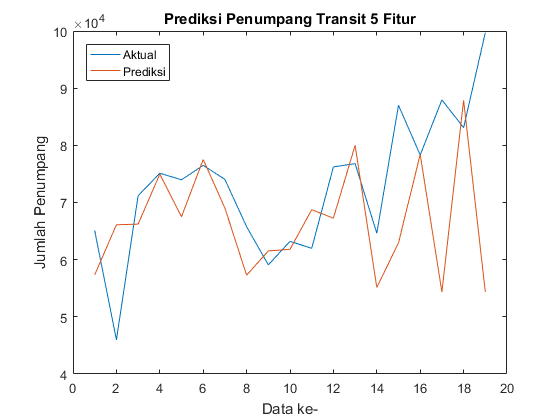 Prediksi Penumpang Transit 5 Fitur
×10^4
Aktual
Prediksi
Jumlah Penumpang
10
9
8
7
6
5
4
0 2 4 6 8 10 12 14 16 18 20
Data ke-